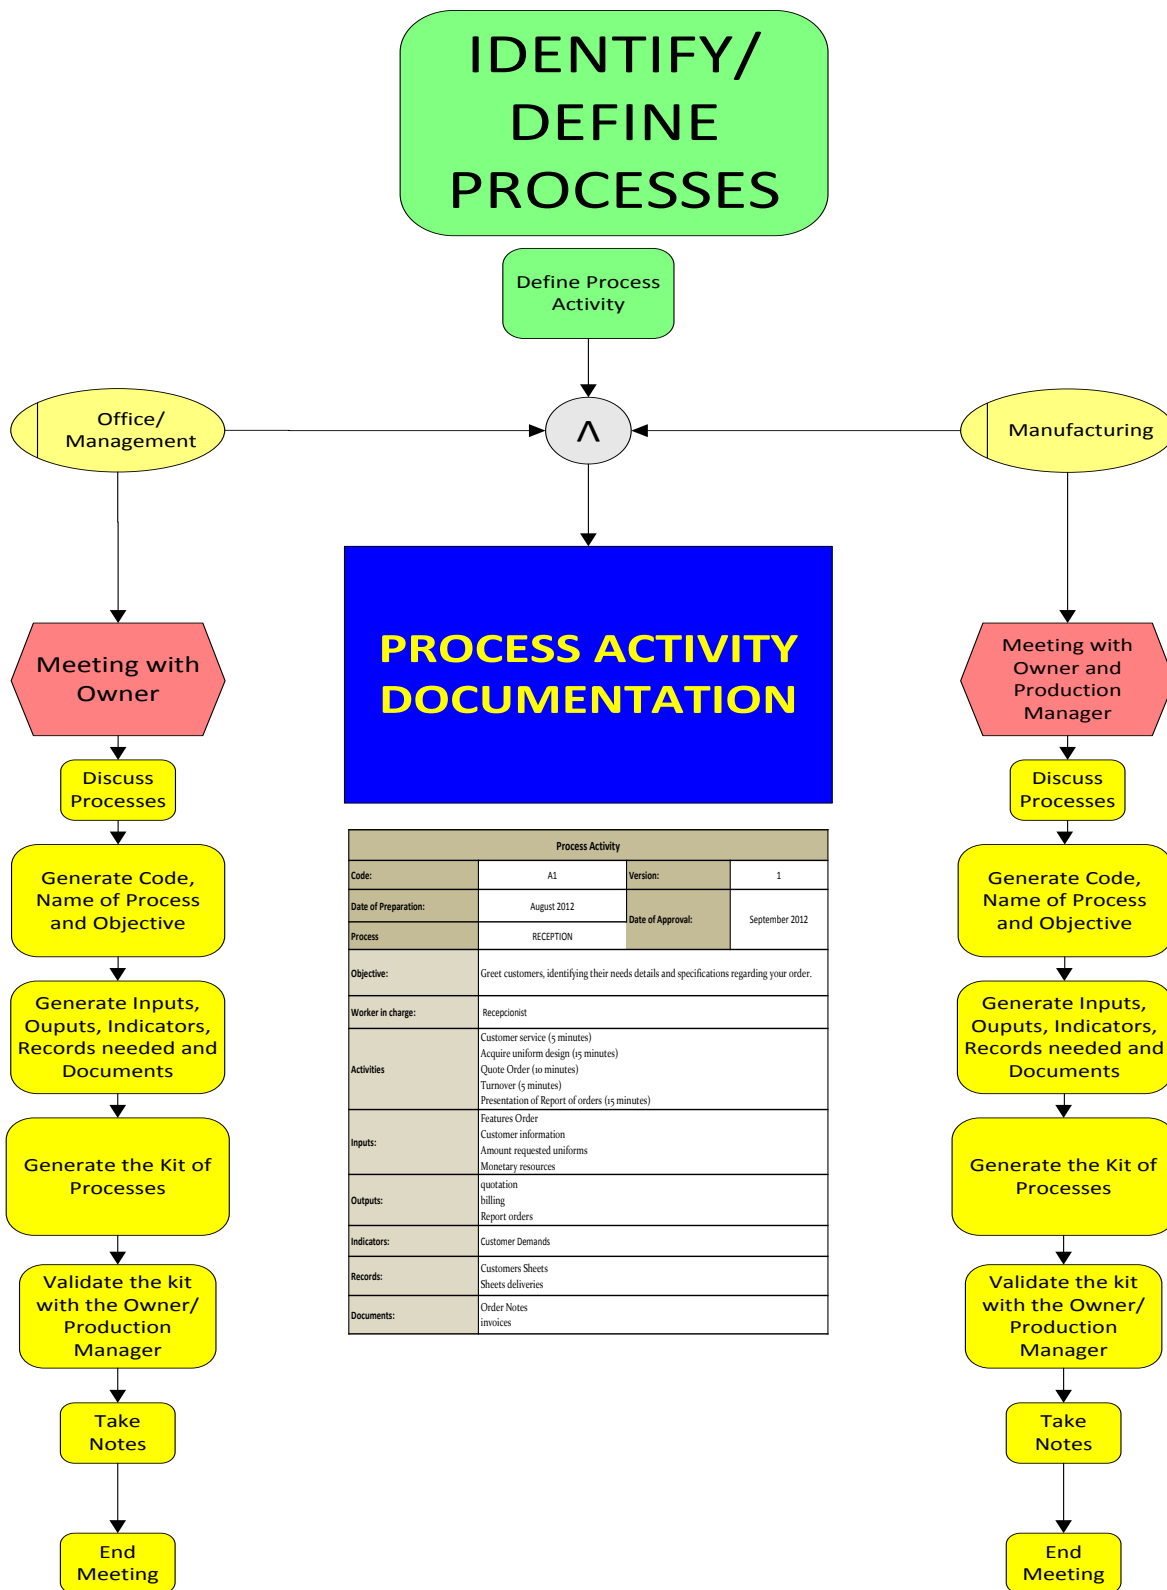 IDENTIFY/
DEFINE
PROCESSES
Define Process
Activity
Office/
Management
Λ
Manufacturing
PROCESS ACTIVITY
DOCUMENTATION
Meeting with
Owner
Discuss
Processes
Generate Code,
Name of Process
and Objective
Generate Inputs,
Ouputs, Indicators,
Records needed and
Documents
Generate the Kit of
Processes
Validate the kit
with the Owner/
Production
Manager
Take
Notes
End
Meeting
Process Activity
Code: A1 Version: 1
Date of Preparation: August 2012 Date of Approval: September 2012
Process RECEPTION
Objective: Greet customers, identifying their needs details and specifications regarding your order.
Worker in charge: Recepcionist
Activities
Customer service (5 minutes)
Acquire uniform design (15 minutes)
Quote Order (10 minutes)
Turnover (5 minutes)
Presentation of Report of orders (15 minutes)
Inputs:
Features Order
Customer information
Amount requested uniforms
Monetary resources
Outputs:
quotation
billing
Report orders
Indicators: Customer Demands
Records:
Customers Sheets
Sheets deliveries
Documents:
Order Notes
invoices
Meeting with
Owner and
Production
Manager
Discuss
Processes
Generate Code,
Name of Process
and Objective
Generate Inputs,
Ouputs, Indicators,
Records needed and
Documents
Generate the Kit of
Processes
Validate the kit
with the Owner/
Production
Manager
Take
Notes
End
Meeting